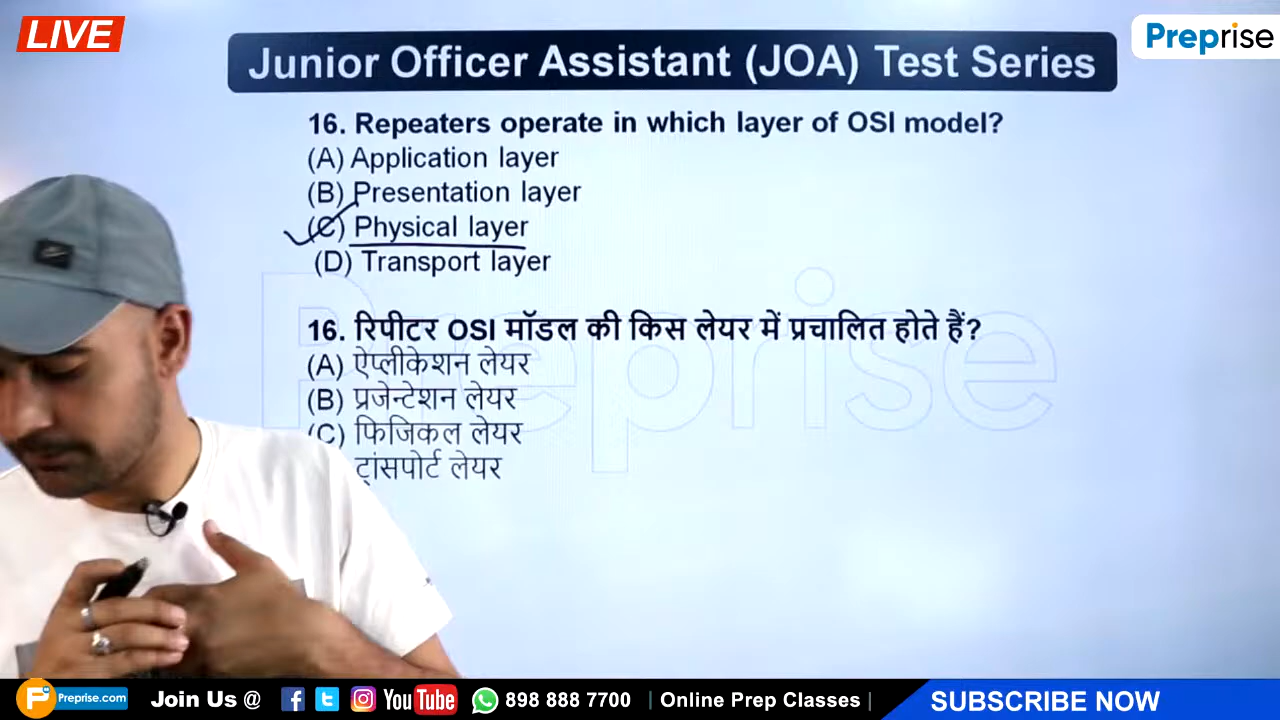 LIVE
Preprise
Junior Officer Assistant (JOA) Test Series
16. Repeaters operate in which layer of OSI model?
(A) Application layer
(B) Presentation layer
(C) Physical layer
(D) Transport layer
Preprise
16. रिपीटर OSI मॉडल की किस लेयर में प्रचालित होते हैं?
(A) ऐप्लीकेशन लेयर
(B) प्रजेन्टेशन लेयर
(C) फिजिकल लेयर
ट्रांसपोर्ट लेयर
Preprise.com Join Us @ YouTube 898 888 7700 | Online Prep Classes | SUBSCRIBE NOW